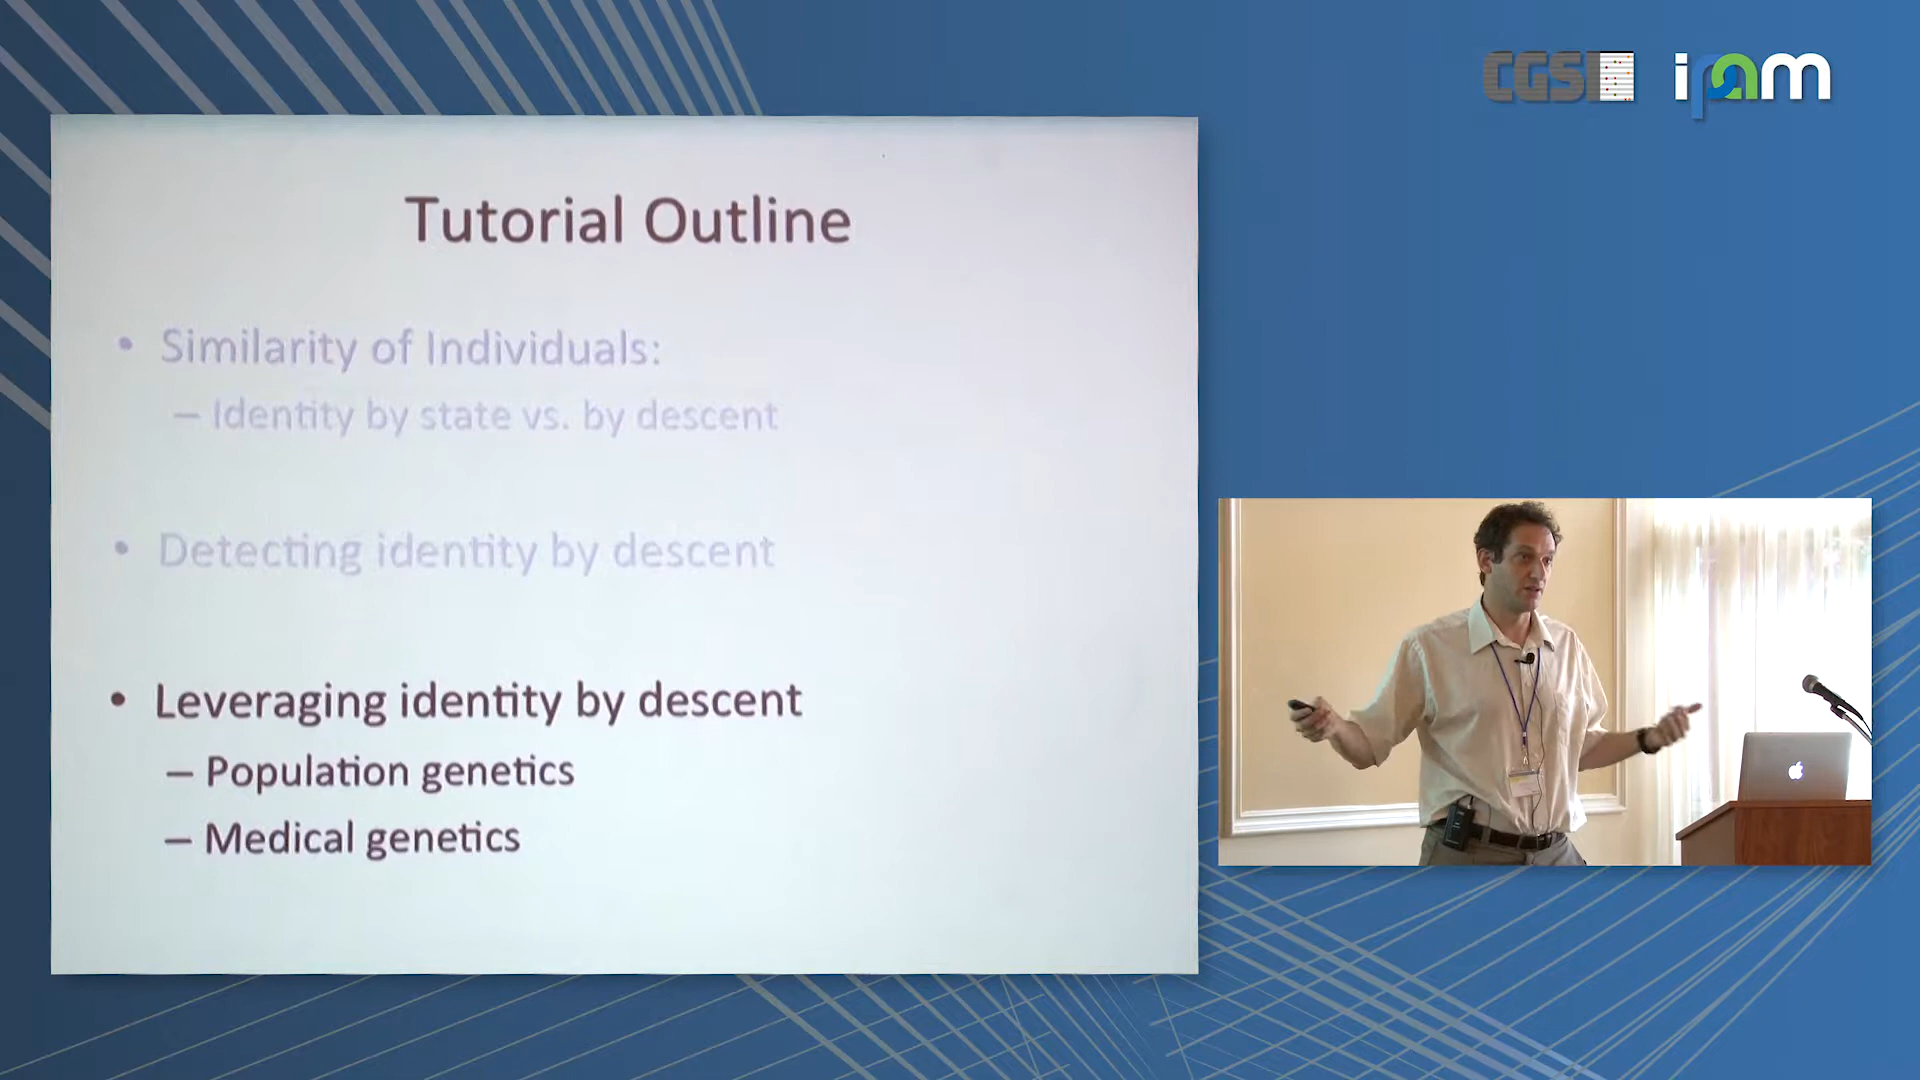 CGSI
ipam
Tutorial Outline
• Similarity of Individuals:
– Identity by state vs. by descent
• Detecting identity by descent
• Leveraging identity by descent
– Population genetics
– Medical genetics